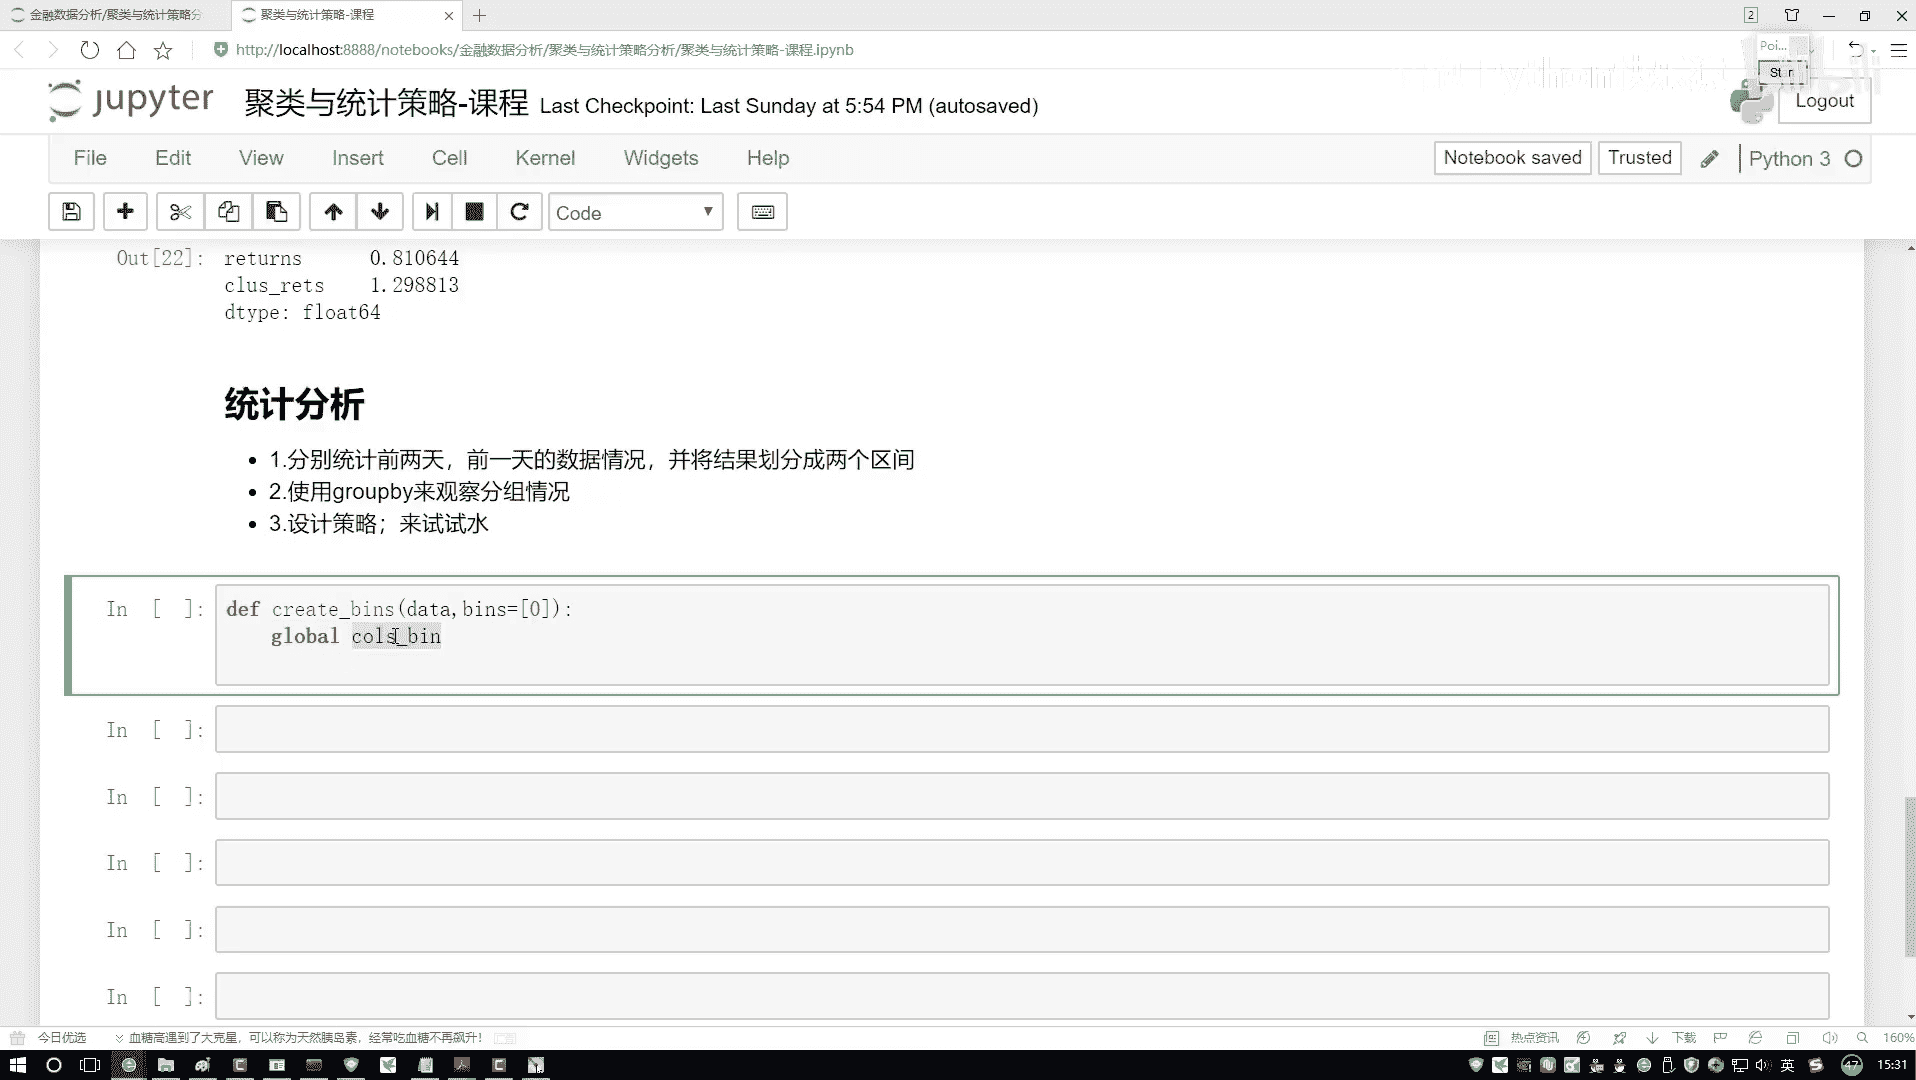 金融数据分析/聚类与统计策略分
聚类与统计策略-课程
2
http://localhost:8888/notebooks/金融数据分析/聚类与统计策略分析/聚类与统计策略-课程.ipynb
Poi...
jupyter 聚类与统计策略-课程 Last Checkpoint: Last Sunday at 5:54 PM (autosaved)
Logout
File Edit View Insert Cell Kernel Widgets Help
Notebook saved Trusted Python 3
Code
Out[22]: returns 0.810644
clus_rets 1.298813
dtype: float64
统计分析
1.分别统计前两天，前一天的数据情况，并将结果划分成两个区间
2.使用groupby来观察分组情况
3.设计策略；来试试水
In [ ]: def create_bins(data,bins=[0]):
global cols_bin
In [ ]:
In [ ]:
In [ ]:
In [ ]:
In [ ]:
今日优选 血糖高遇到了大克星，可以称为天然胰岛素，经常吃血糖不再飙升！ 热点资讯 下载 160%
英 47 15:31